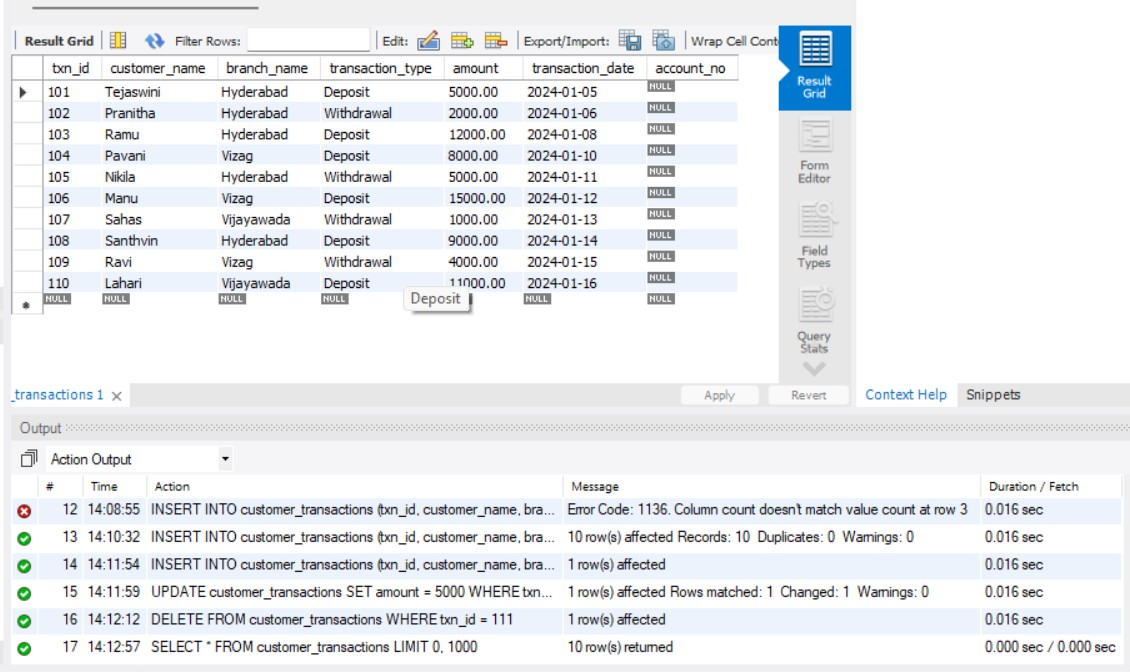 Result Grid Filter Rows: Edit: Export/Import: Wrap Cell Conte
txn_id customer_name branch_name transaction_type amount transaction_date account_no
101 Tejaswini Hyderabad Deposit 5000.00 2024-01-05 NULL
102 Pranitha Hyderabad Withdrawal 2000.00 2024-01-06 NULL
103 Ramu Hyderabad Deposit 12000.00 2024-01-08 NULL
104 Pavani Vizag Deposit 8000.00 2024-01-10 NULL
105 Nikila Hyderabad Withdrawal 5000.00 2024-01-11 NULL
106 Manu Vizag Deposit 15000.00 2024-01-12 NULL
107 Sahas Vijayawada Withdrawal 1000.00 2024-01-13 NULL
108 Santhvin Hyderabad Deposit 9000.00 2024-01-14 NULL
109 Ravi Vizag Withdrawal 4000.00 2024-01-15 NULL
110 Lahari Vijayawada Deposit 11000.00 2024-01-16 NULL
NULL NULL NULL NULL NULL NULL
Deposit
Result
Grid
Form
Editor
Field
Types
Query
Stats
_transactions 1 Apply Revert Context Help Snippets
Output
Action Output
# Time Action Message Duration / Fetch
12 14:08:55 INSERT INTO customer_transactions (txn_id, customer_name, bra... Error Code: 1136. Column count doesn't match value count at row 3 0.016 sec
13 14:10:32 INSERT INTO customer_transactions (txn_id, customer_name, bra... 10 row(s) affected Records: 10 Duplicates: 0 Warnings: 0 0.016 sec
14 14:11:54 INSERT INTO customer_transactions (txn_id, customer_name, bra... 1 row(s) affected 0.016 sec
15 14:11:59 UPDATE customer_transactions SET amount = 5000 WHERE txn... 1 row(s) affected Rows matched: 1 Changed: 1 Warnings: 0 0.016 sec
16 14:12:12 DELETE FROM customer_transactions WHERE txn_id = 111 1 row(s) affected 0.016 sec
17 14:12:57 SELECT * FROM customer_transactions LIMIT 0, 1000 10 row(s) returned 0.000 sec / 0.000 sec